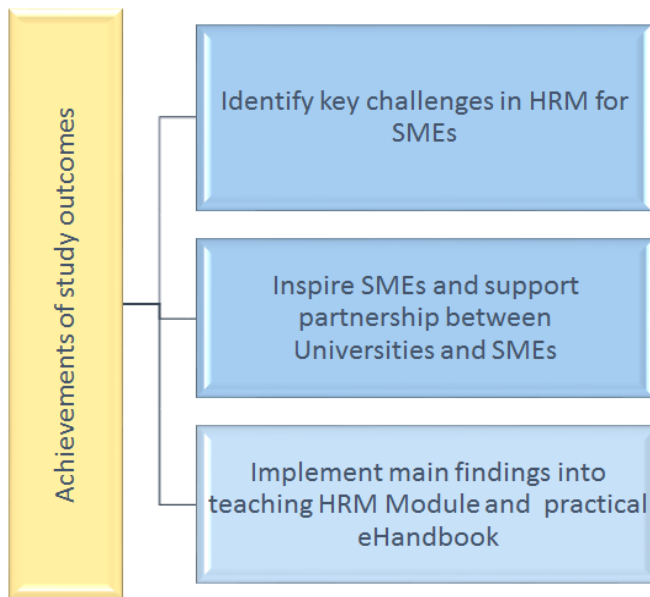 Achievements of study outcomes
Identify key challenges in HRM for
SMEs
Inspire SMEs and support
partnership between
Universities and SMEs
Implement main findings into
teaching HRM Module and  practical
eHandbook